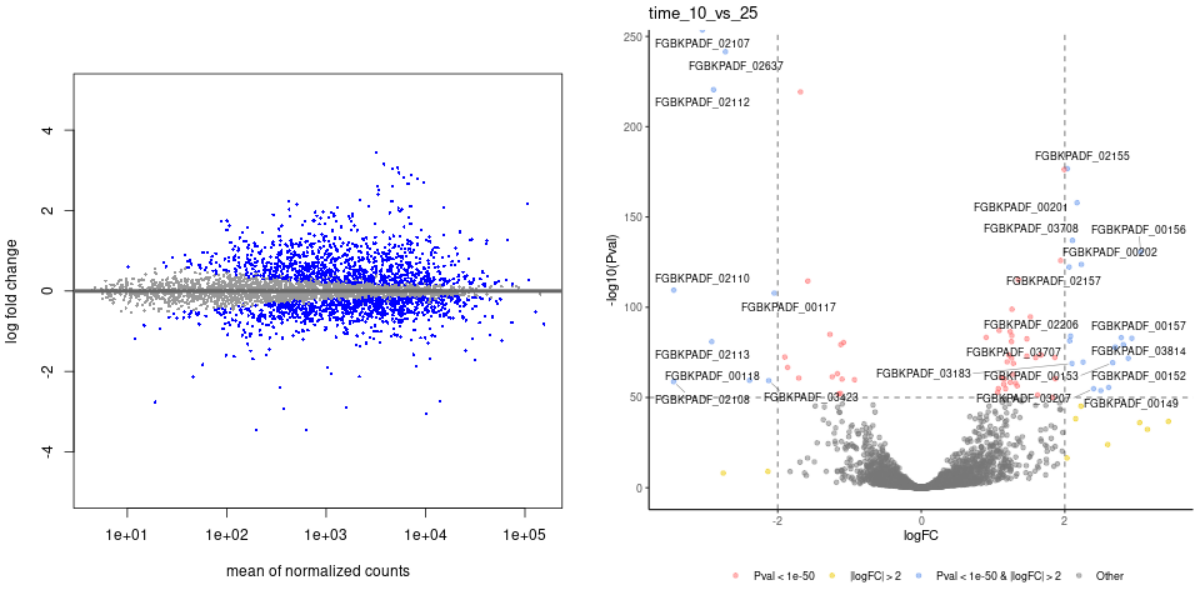 log fold change
4
2
0
-2
-4
1e+01 1e+02 1e+03 1e+04 1e+05
mean of normalized counts
time_10_vs_25
-log10(Pval)
250
200
150
100
50
0
FGBKPADF_02107
FGBKPADF_02637
FGBKPADF_02112
FGBKPADF_02155
FGBKPADF_00201
FGBKPADF_03708
FGBKPADF_00156
FGBKPADF_00202
FGBKPADF_02110
FGBKPADF_02157
FGBKPADF_00117
FGBKPADF_02206
FGBKPADF_00157
FGBKPADF_02113
FGBKPADF_03707
FGBKPADF_03814
FGBKPADF_00118
FGBKPADF_03183
FGBKPADF_00153
FGBKPADF_00152
FGBKPADF_02108
FGBKPADF_03423
FGBKPADF_03207
FGBKPADF_00149
-2 0 2
logFC
Pval < 1e-50 |logFC| > 2 Pval < 1e-50 & |logFC| > 2 Other